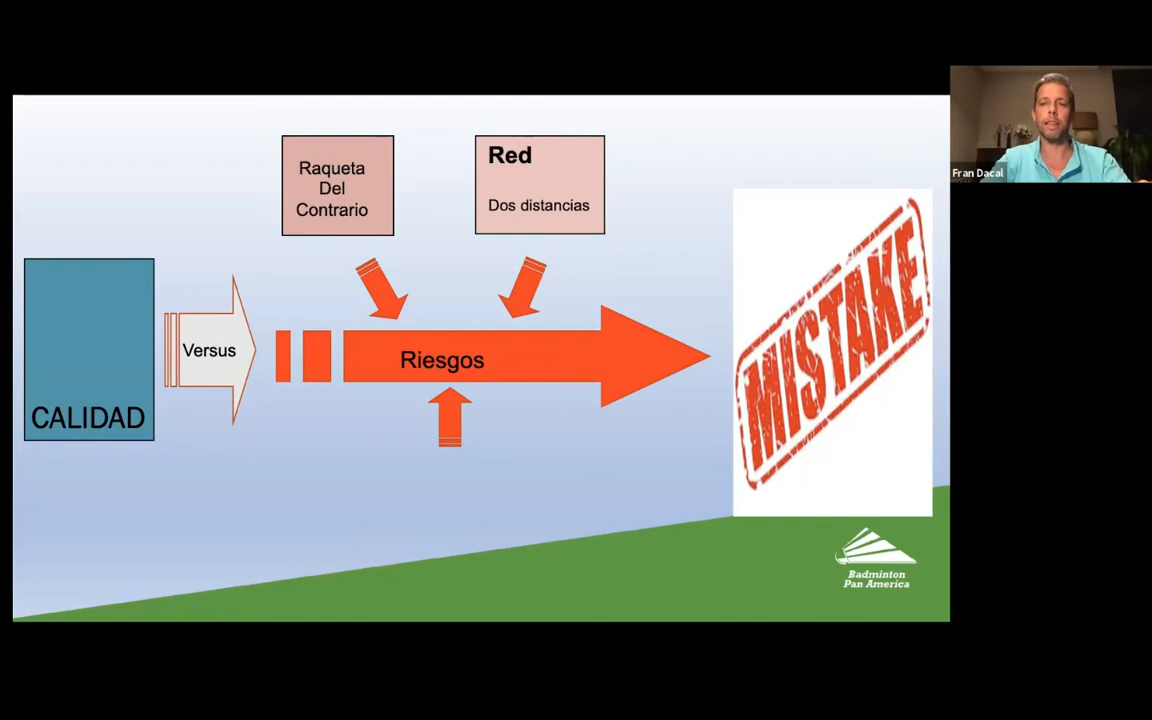 Raqueta
Del
Contrario
Red
Dos distancias
Fran Dacal
CALIDAD
Versus
Riesgos
MISTAKE
Badminton
Pan America